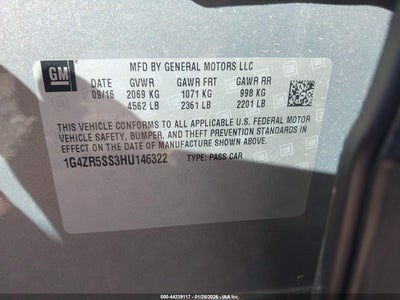 GM
MFD BY GENERAL MOTORS LLC
DATE GVWR GAWR FRT GAWR RR
09/16 2069 KG 1071 KG 998 KG
4562 LB 2361 LB 2201 LB
THIS VEHICLE CONFORMS TO ALL APPLICABLE U.S. FEDERAL MOTOR
VEHICLE SAFETY, BUMPER, AND THEFT PREVENTION STANDARDS
IN EFFECT ON THE DATE OF MANUFACTURE SHOWN ABOVE.
1G4ZR5SS3HU146322 TYPE: PASS CAR
IAA 000-44239117 - 01/28/2026 - IAA Inc.